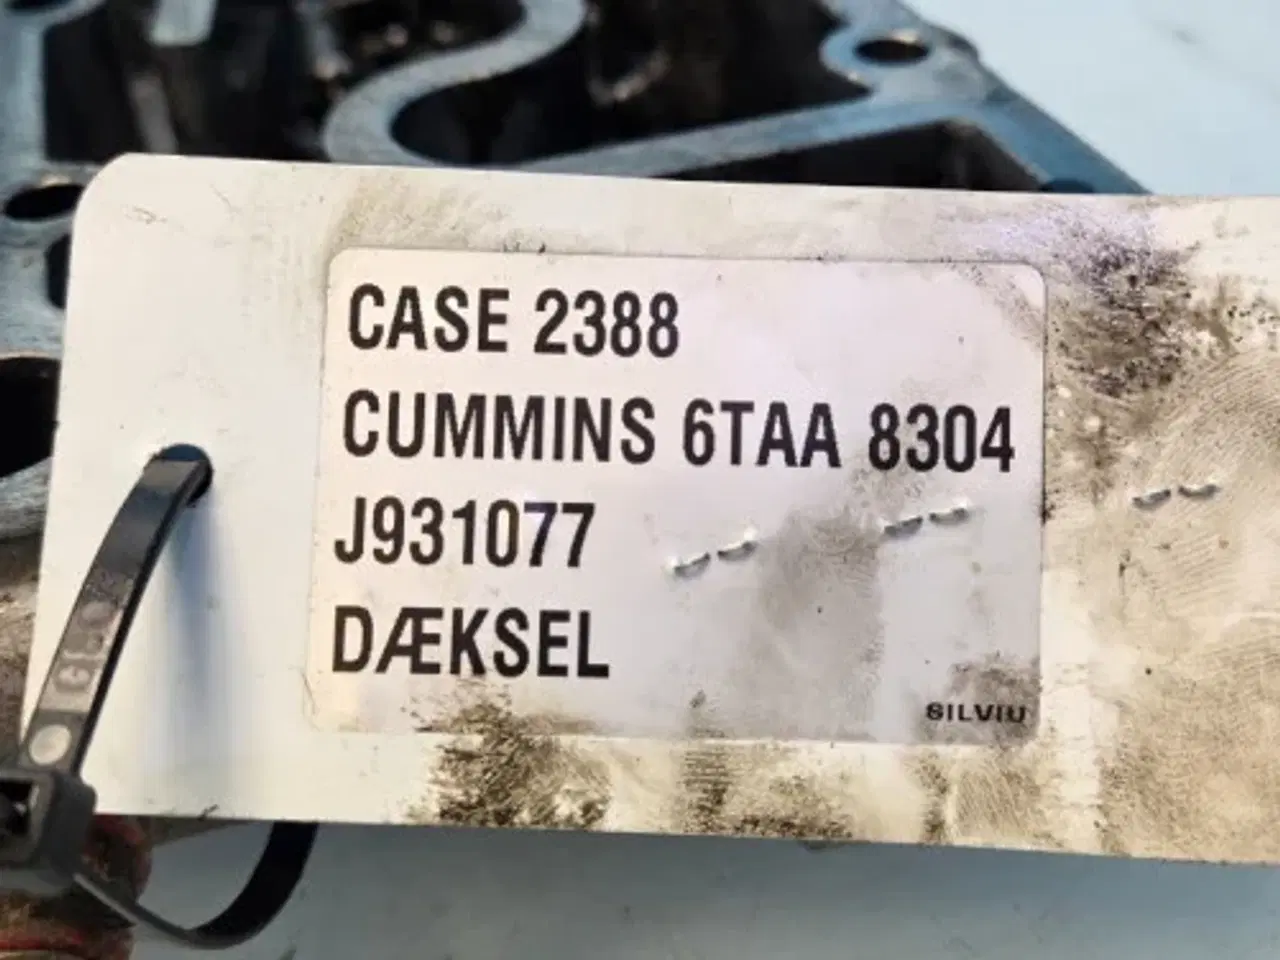 CASE 2388
CUMMINS 6TAA 8304
J931077
DÆKSEL
SILVIU